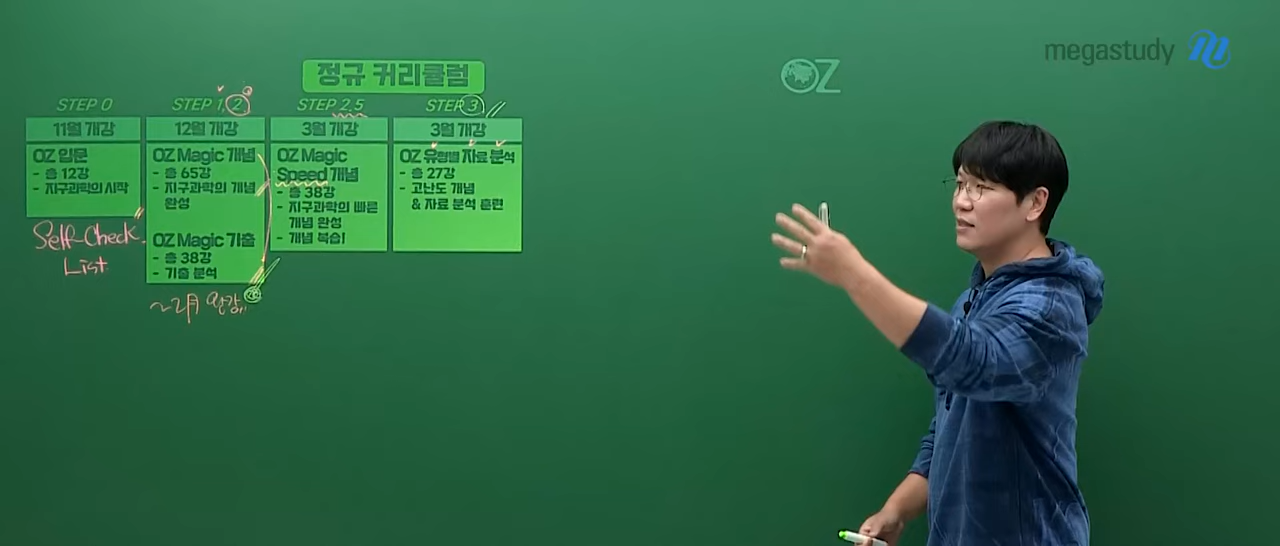 megastudy
OZ
정규 커리큘럼
STEP 0
11월 개강
OZ 입문
- 총 12강
- 지구과학의 시작
Self-Check
List
STEP 1, 2
12월 개강
OZ Magic 개념
- 총 65강
- 지구과학의 개념
완성
OZ Magic 기출
- 총 38강
- 기출 분석
~2月 완강
STEP 2.5
3월 개강
OZ Magic
Speed 개념
- 총 38강
- 지구과학의 빠른
개념 완성
- 개념 복습!
STEP 3
3월 개강
OZ 유형별 자료 분석
- 총 27강
- 고난도 개념
& 자료 분석 훈련